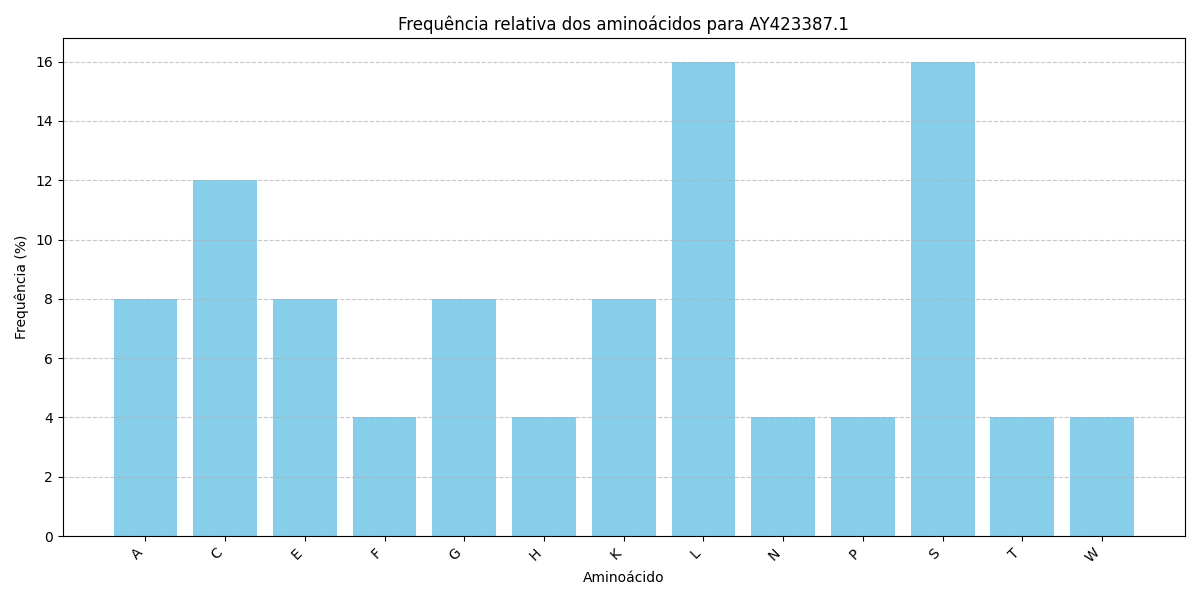 Frequência relativa dos aminoácidos para AY423387.1
Frequência (%)
16
14
12
10
8
6
4
2
0
A C E F G H K L N P S T W
Aminoácido